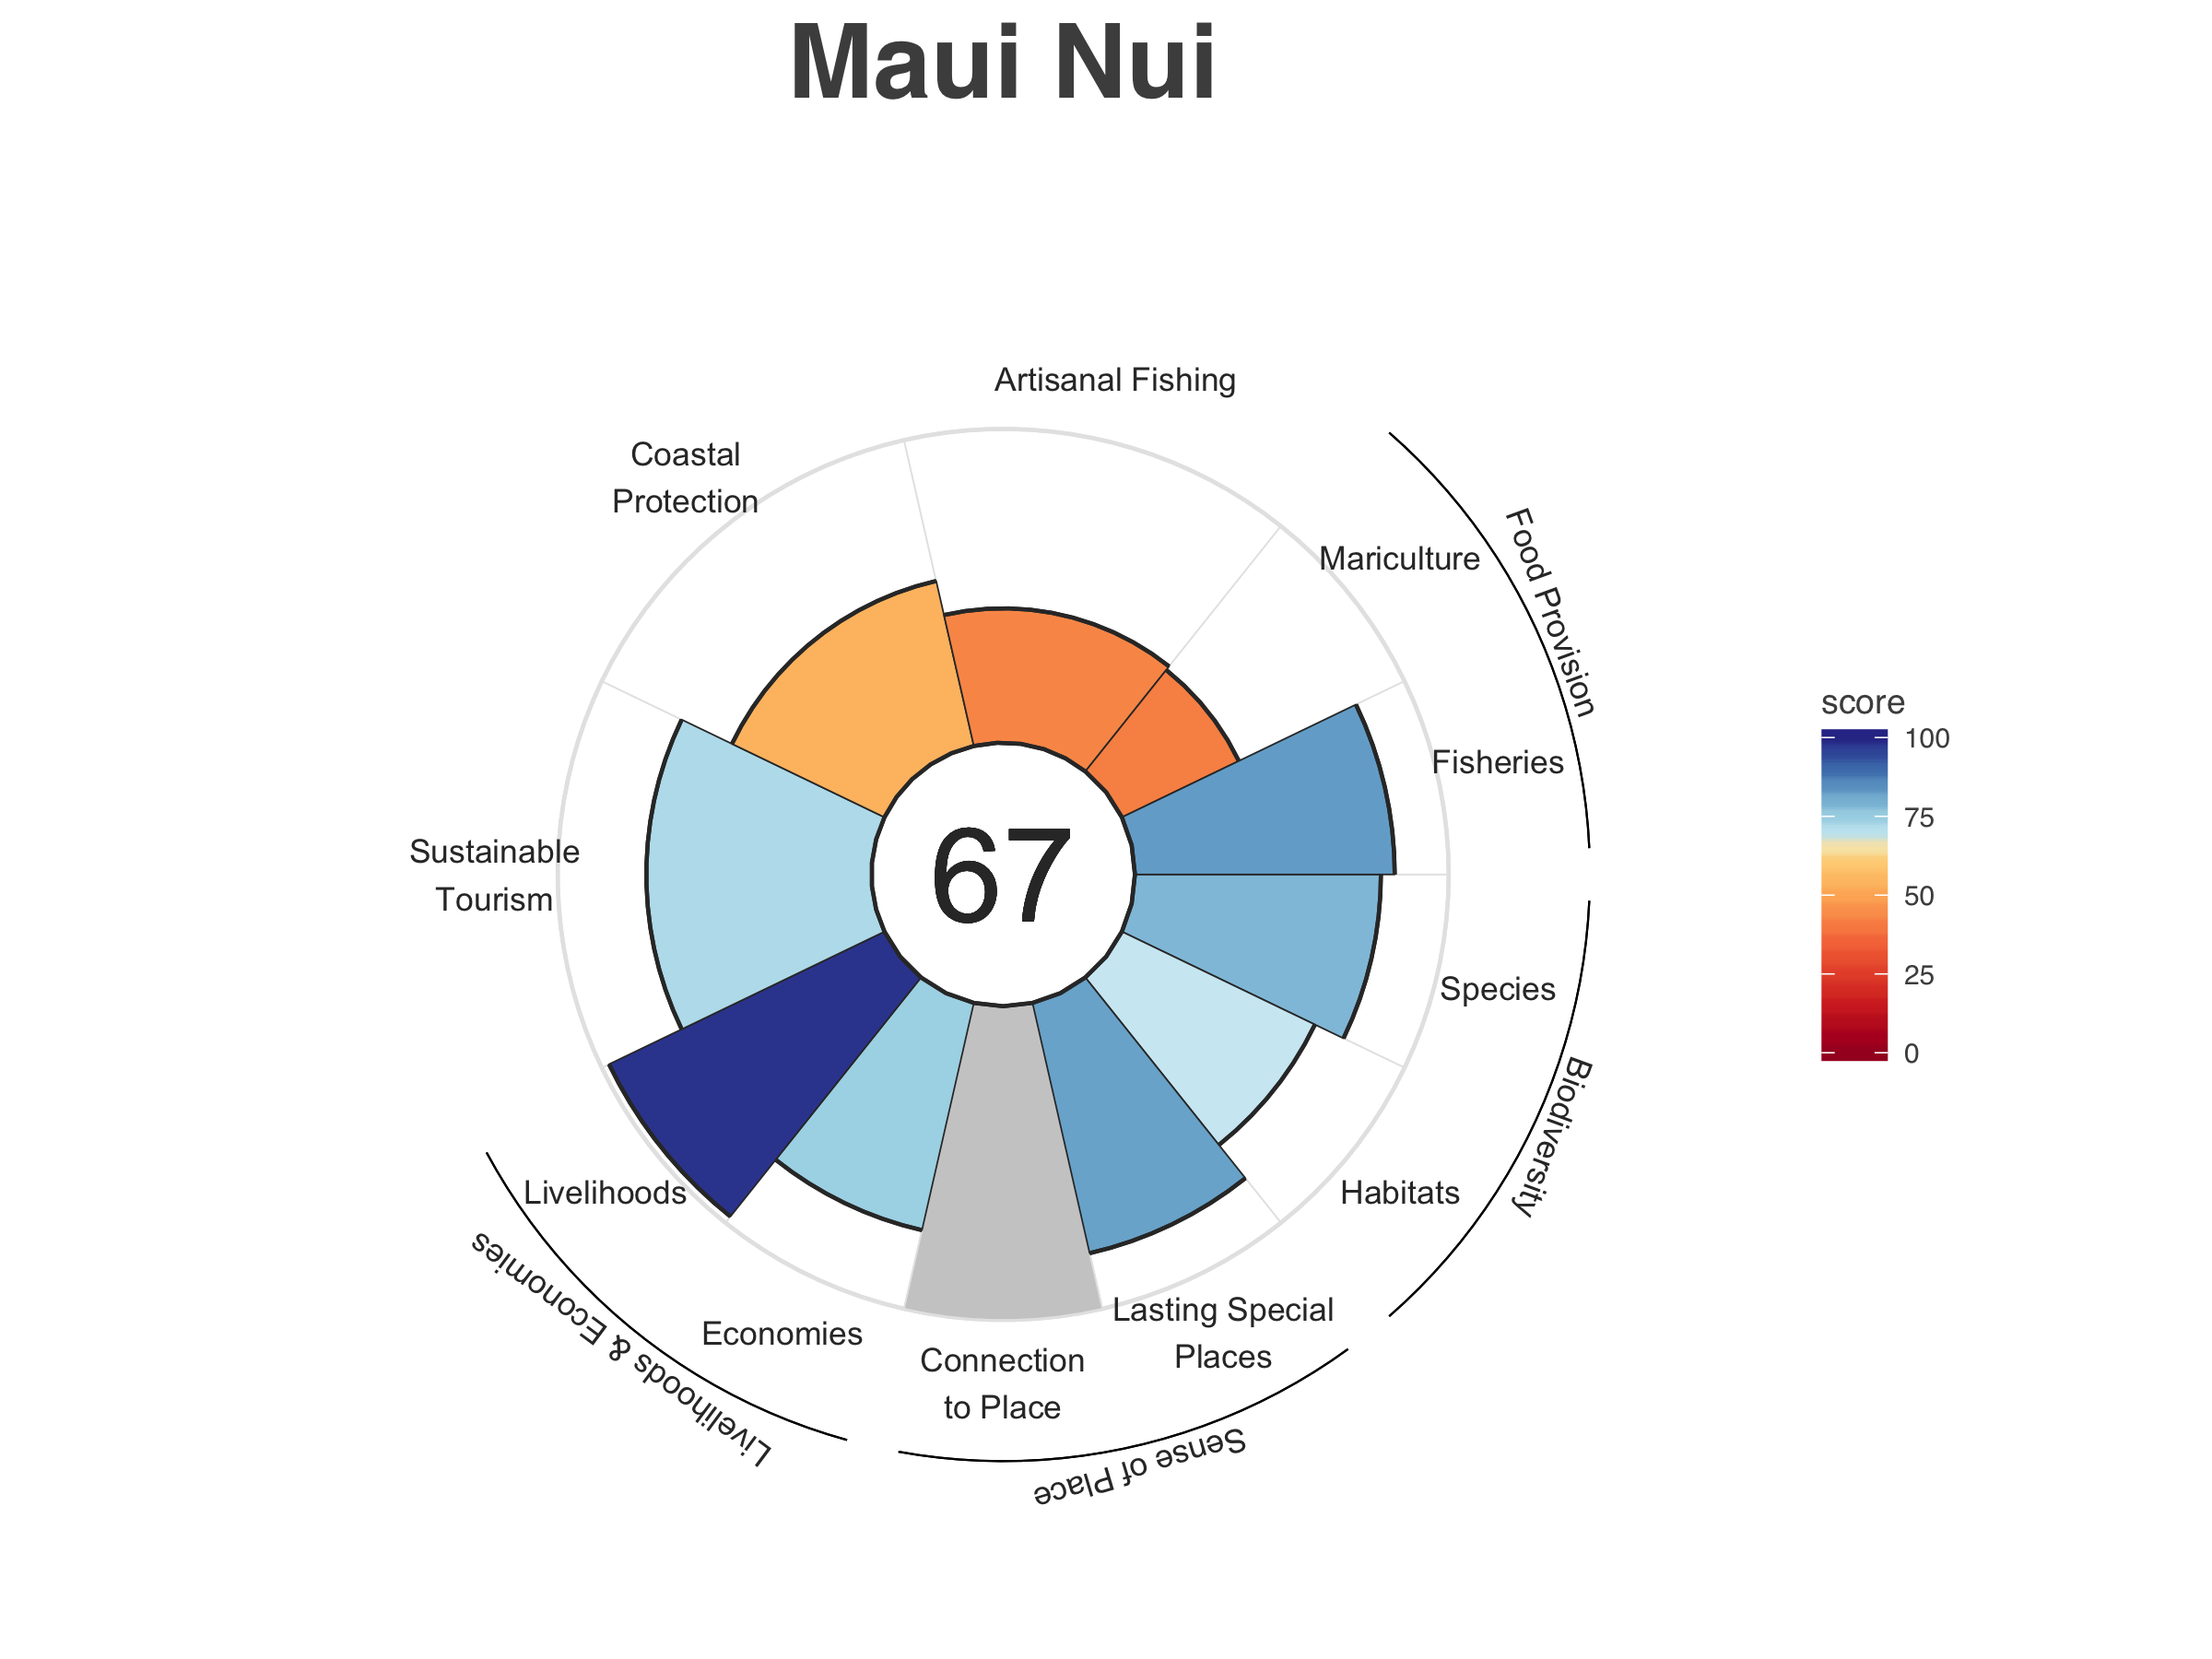 Maui Nui
Artisanal Fishing
Coastal
Protection
Mariculture
Food Provision
Fisheries
Sustainable
Tourism
67
Species
Biodiversity
Livelihoods
Habitats
Livelihoods & Economies
Economies
Lasting Special
Places
Connection
to Place
Sense of Place
score
100
75
50
25
0